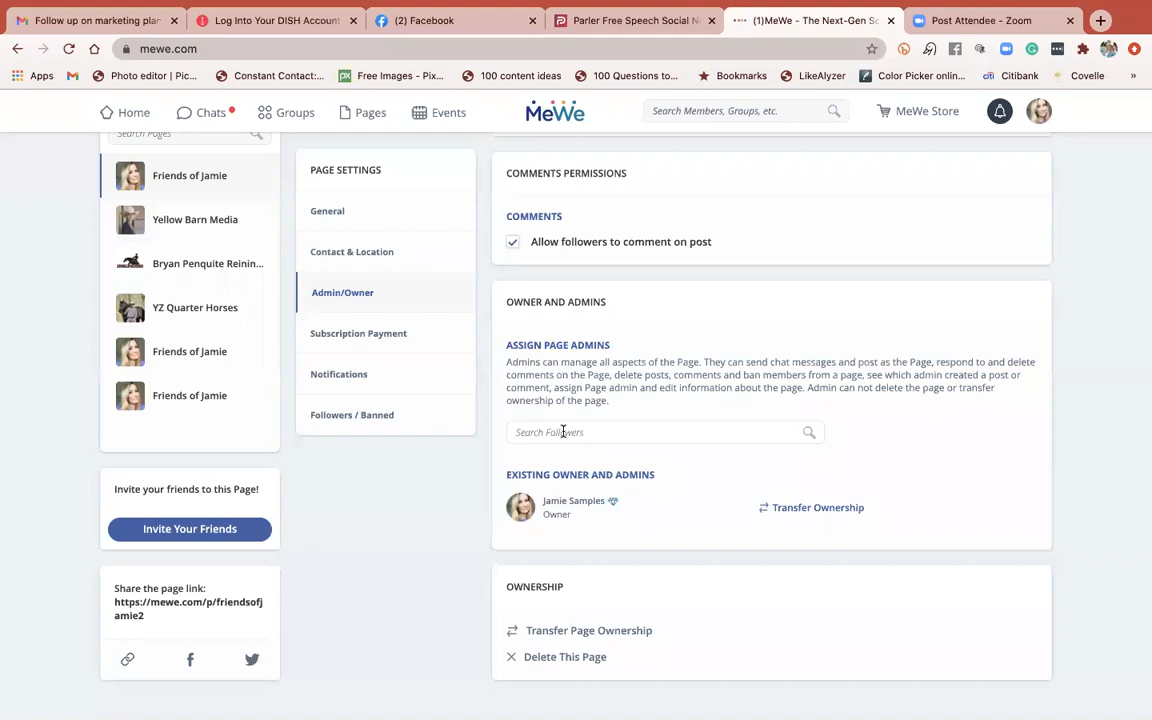 Follow up on marketing plan
Log Into Your DISH Account
(2) Facebook
Parler Free Speech Social N
(1)MeWe - The Next-Gen So
Post Attendee - Zoom
mewe.com
Apps
Photo editor | Pic...
Constant Contact:...
Free Images - Pix...
100 content ideas
100 Questions to...
Bookmarks
LikeAlyzer
Color Picker onlin...
citi Citibank
Covelle
»
Home
Chats
Groups
Pages
Events
MeWe
Search Members, Groups, etc.
MeWe Store
Search Pages
Friends of Jamie
Yellow Barn Media
Bryan Penquite Reinin...
YZ Quarter Horses
Friends of Jamie
Friends of Jamie
Invite your friends to this Page!
Invite Your Friends
Share the page link:
https://mewe.com/p/friendsofj
amie2
PAGE SETTINGS
General
Contact & Location
Admin/Owner
Subscription Payment
Notifications
Followers / Banned
COMMENTS PERMISSIONS
COMMENTS
Allow followers to comment on post
OWNER AND ADMINS
ASSIGN PAGE ADMINS
Admins can manage all aspects of the Page. They can send chat messages and post as the Page, respond to and delete
comments on the Page, delete posts, comments and ban members from a page, see which admin created a post or
comment, assign Page admin and edit information about the page. Admin can not delete the page or transfer
ownership of the page.
Search Followers
EXISTING OWNER AND ADMINS
Jamie Samples
Owner
Transfer Ownership
OWNERSHIP
Transfer Page Ownership
Delete This Page